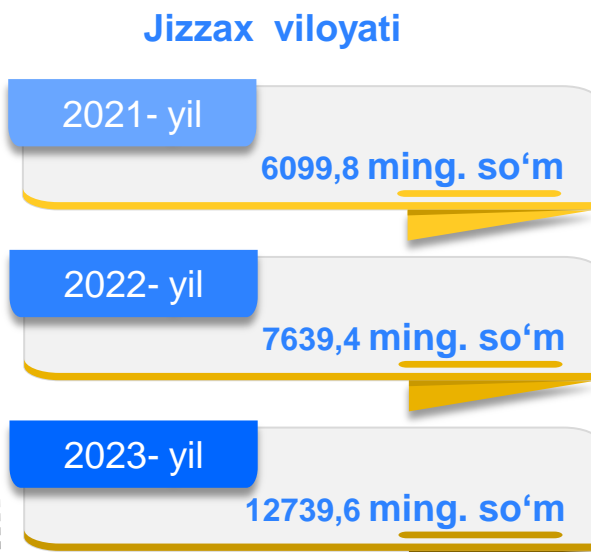 Jizzax viloyati
2021- yil
6099,8 ming. so‘m
2022- yil
7639,4 ming. so‘m
2023- yil
12739,6 ming. so‘m